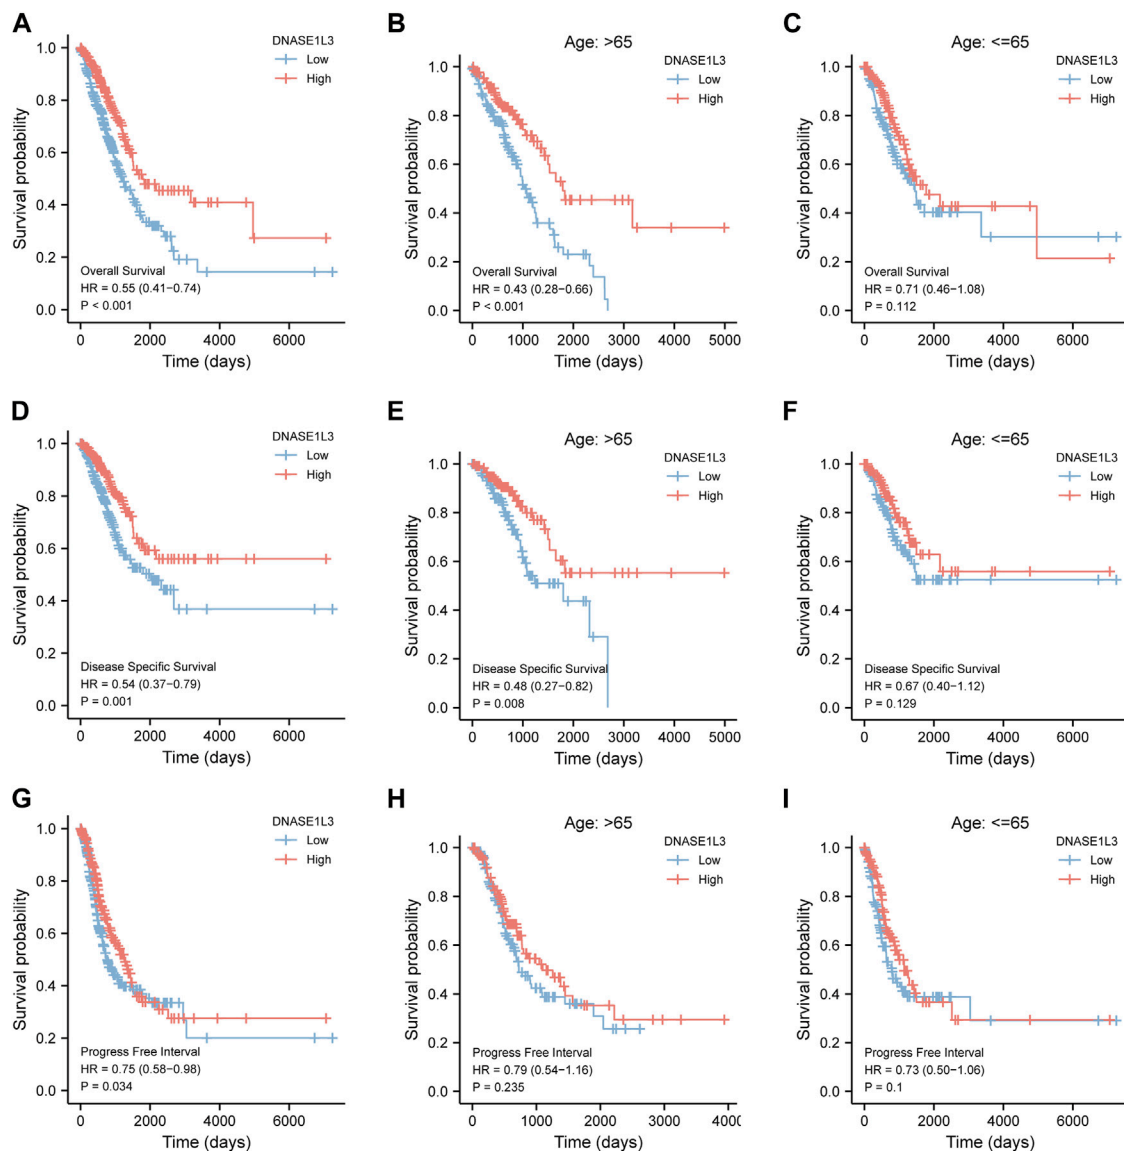 A
DNASE1L3
Low
High
Survival probability
1.0
0.8
0.6
0.4
0.2
0.0
Overall Survival
HR = 0.55 (0.41−0.74)
P < 0.001
0 2000 4000 6000
Time (days)
B
Age: >65
DNASE1L3
Low
High
Survival probability
1.0
0.8
0.6
0.4
0.2
0.0
Overall Survival
HR = 0.43 (0.28−0.66)
P < 0.001
0 1000 2000 3000 4000 5000
Time (days)
C
Age: <=65
DNASE1L3
Low
High
Survival probability
1.0
0.8
0.6
0.4
0.2
0.0
Overall Survival
HR = 0.71 (0.46−1.08)
P = 0.112
0 2000 4000 6000
Time (days)
D
DNASE1L3
Low
High
Survival probability
1.0
0.8
0.6
0.4
0.2
0.0
Disease Specific Survival
HR = 0.54 (0.37−0.79)
P = 0.001
0 2000 4000 6000
Time (days)
E
Age: >65
DNASE1L3
Low
High
Survival probability
1.0
0.8
0.6
0.4
0.2
0.0
Disease Specific Survival
HR = 0.48 (0.27−0.82)
P = 0.008
0 1000 2000 3000 4000 5000
Time (days)
F
Age: <=65
DNASE1L3
Low
High
Survival probability
1.0
0.8
0.6
0.4
0.2
0.0
Disease Specific Survival
HR = 0.67 (0.40−1.12)
P = 0.129
0 2000 4000 6000
Time (days)
G
DNASE1L3
Low
High
Survival probability
1.0
0.8
0.6
0.4
0.2
0.0
Progress Free Interval
HR = 0.75 (0.58−0.98)
P = 0.034
0 2000 4000 6000
Time (days)
H
Age: >65
DNASE1L3
Low
High
Survival probability
1.0
0.8
0.6
0.4
0.2
0.0
Progress Free Interval
HR = 0.79 (0.54−1.16)
P = 0.235
0 1000 2000 3000 4000
Time (days)
I
Age: <=65
DNASE1L3
Low
High
Survival probability
1.0
0.8
0.6
0.4
0.2
0.0
Progress Free Interval
HR = 0.73 (0.50−1.06)
P = 0.1
0 2000 4000 6000
Time (days)